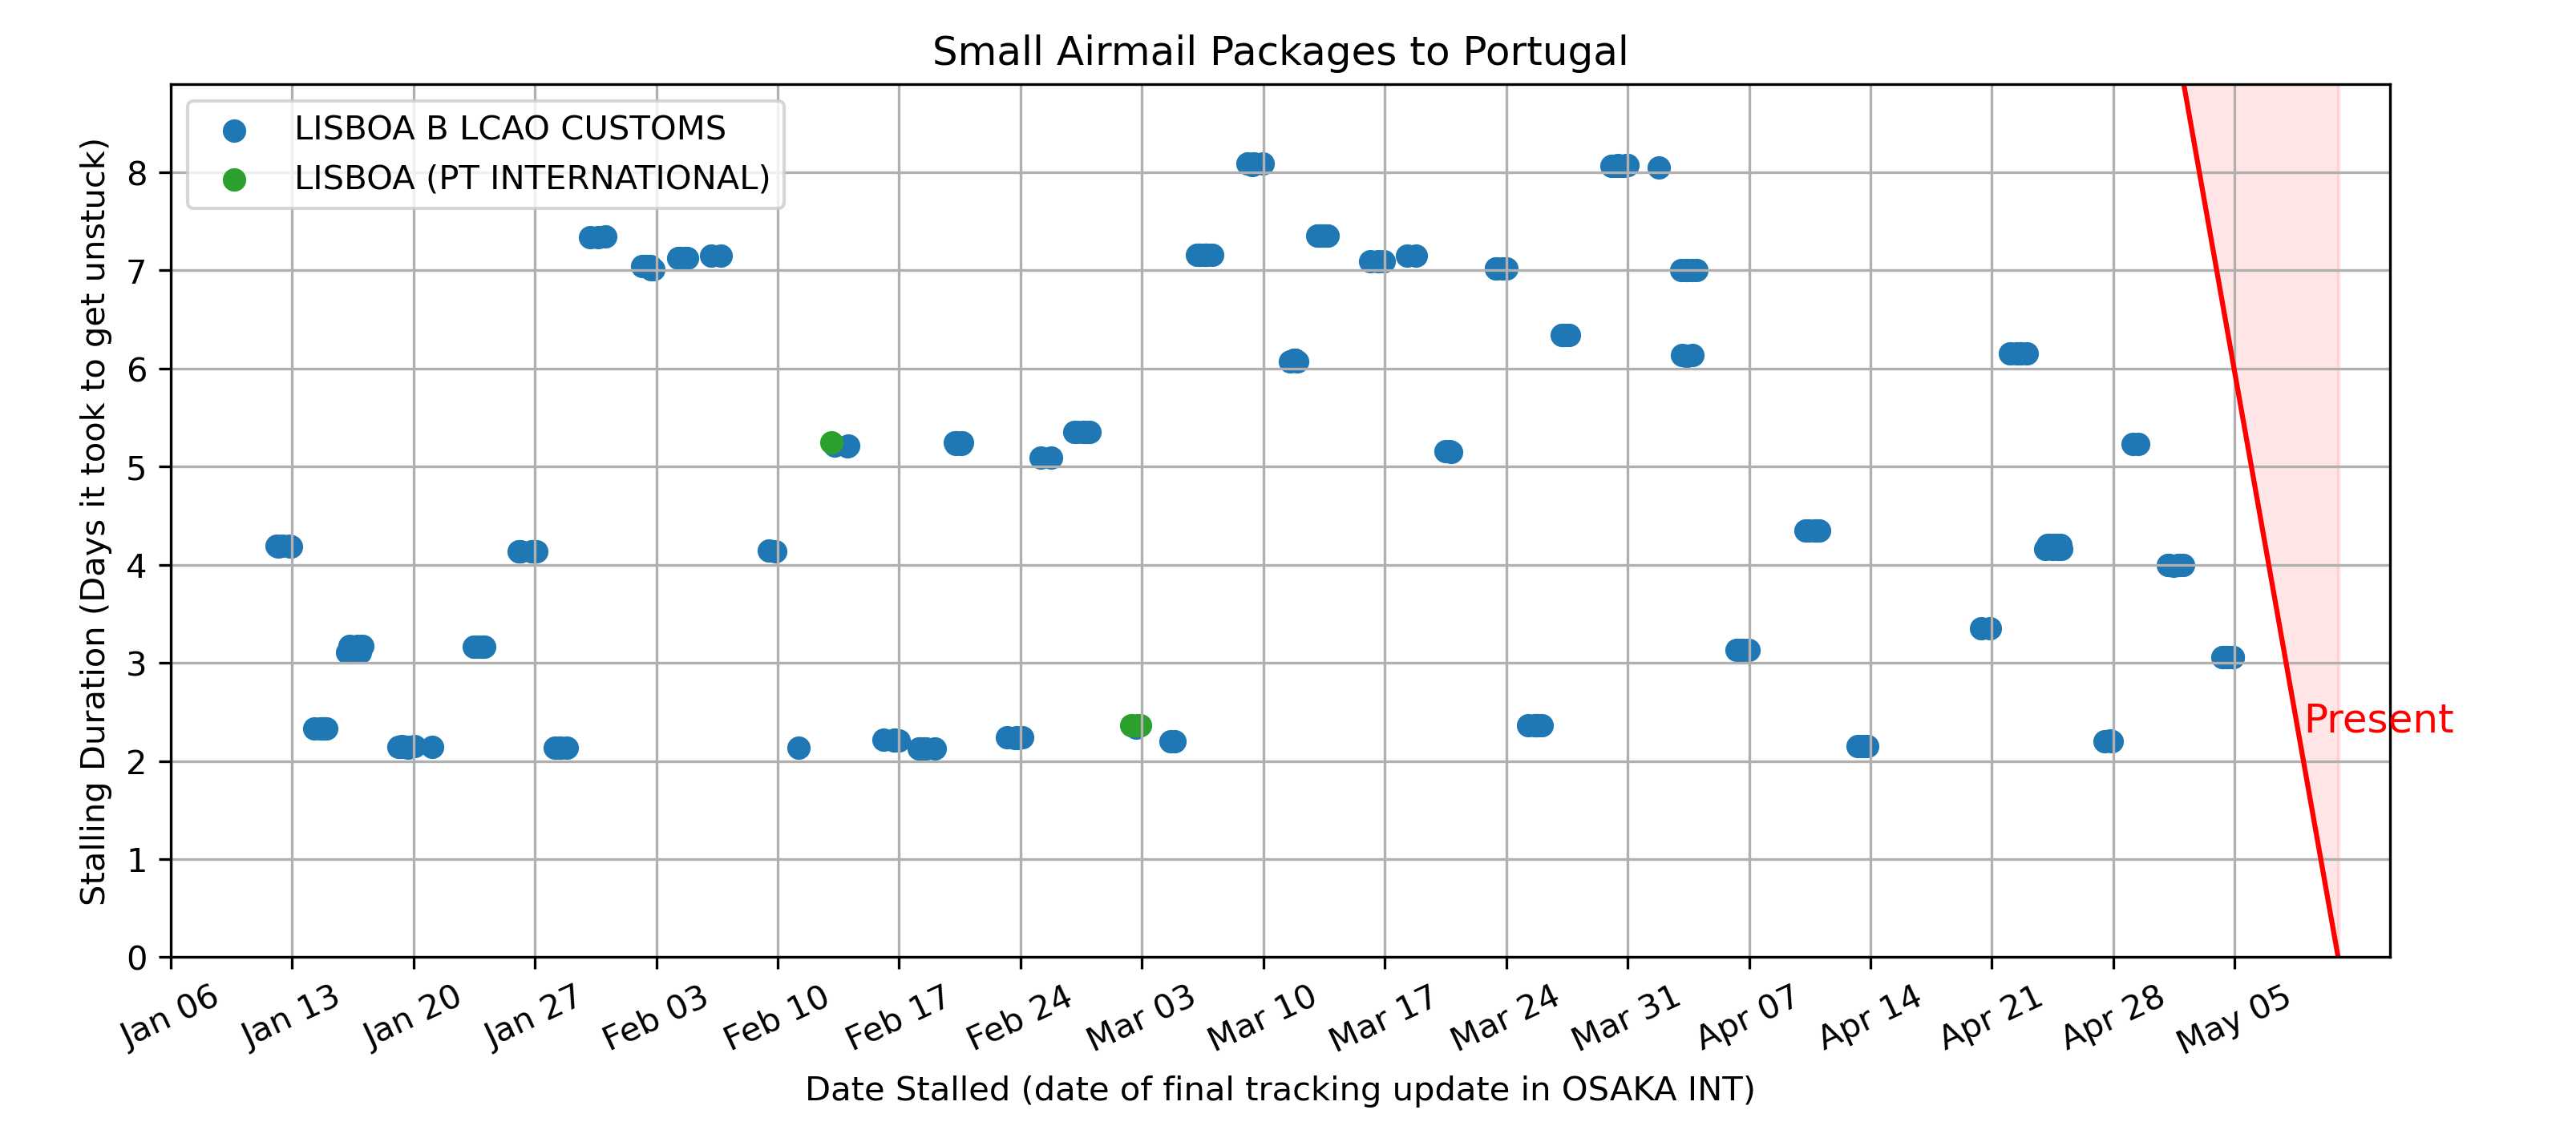 Small Airmail Packages to Portugal
LISBOA B LCAO CUSTOMS
LISBOA (PT INTERNATIONAL)
Stalling Duration (Days it took to get unstuck)
8
7
6
5
4
3
2
1
0
Present
Jan 06
Jan 13
Jan 20
Jan 27
Feb 03
Feb 10
Feb 17
Feb 24
Mar 03
Mar 10
Mar 17
Mar 24
Mar 31
Apr 07
Apr 14
Apr 21
Apr 28
May 05
Date Stalled (date of final tracking update in OSAKA INT)